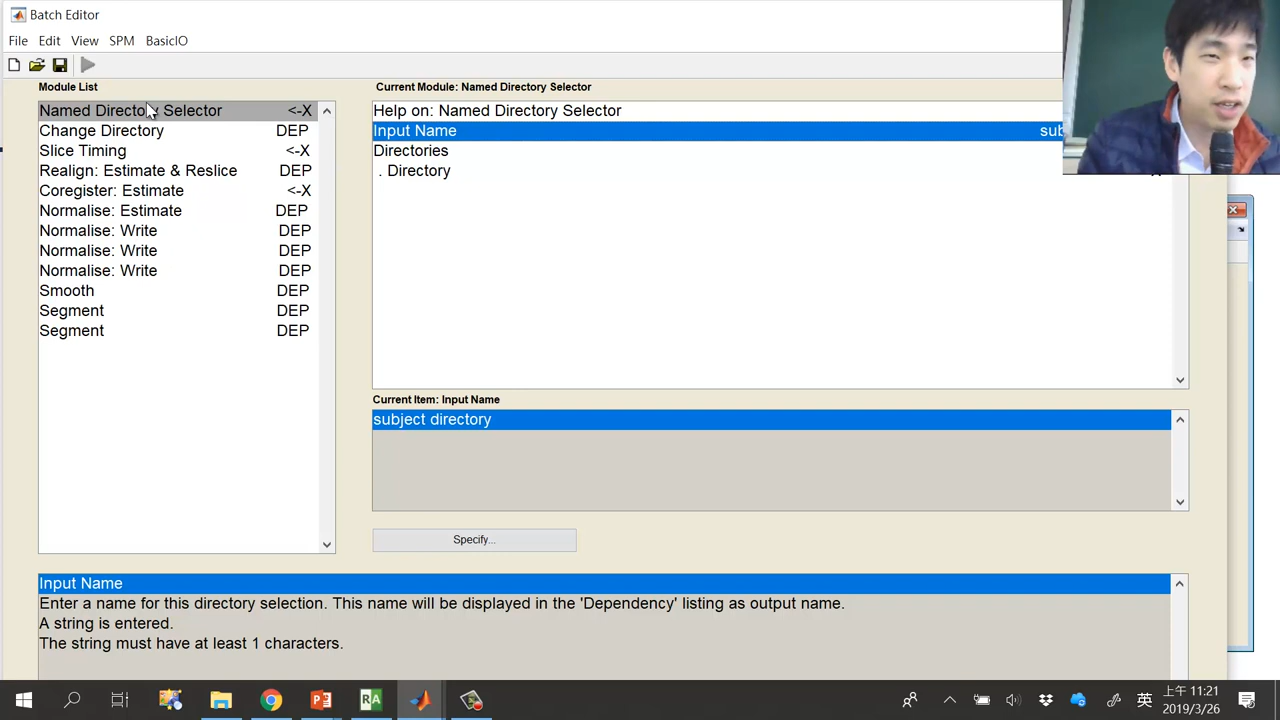 Batch Editor
File Edit View SPM BasicIO
Module List
Named Directory Selector <-X
Change Directory DEP
Slice Timing <-X
Realign: Estimate & Reslice DEP
Coregister: Estimate <-X
Normalise: Estimate DEP
Normalise: Write DEP
Normalise: Write DEP
Normalise: Write DEP
Smooth DEP
Segment DEP
Segment DEP
Current Module: Named Directory Selector
Help on: Named Directory Selector
Input Name sub
Directories
. Directory
Current Item: Input Name
subject directory
Specify...
Input Name
Enter a name for this directory selection. This name will be displayed in the 'Dependency' listing as output name.
A string is entered.
The string must have at least 1 characters.
RA
英
上午 11:21
2019/3/26